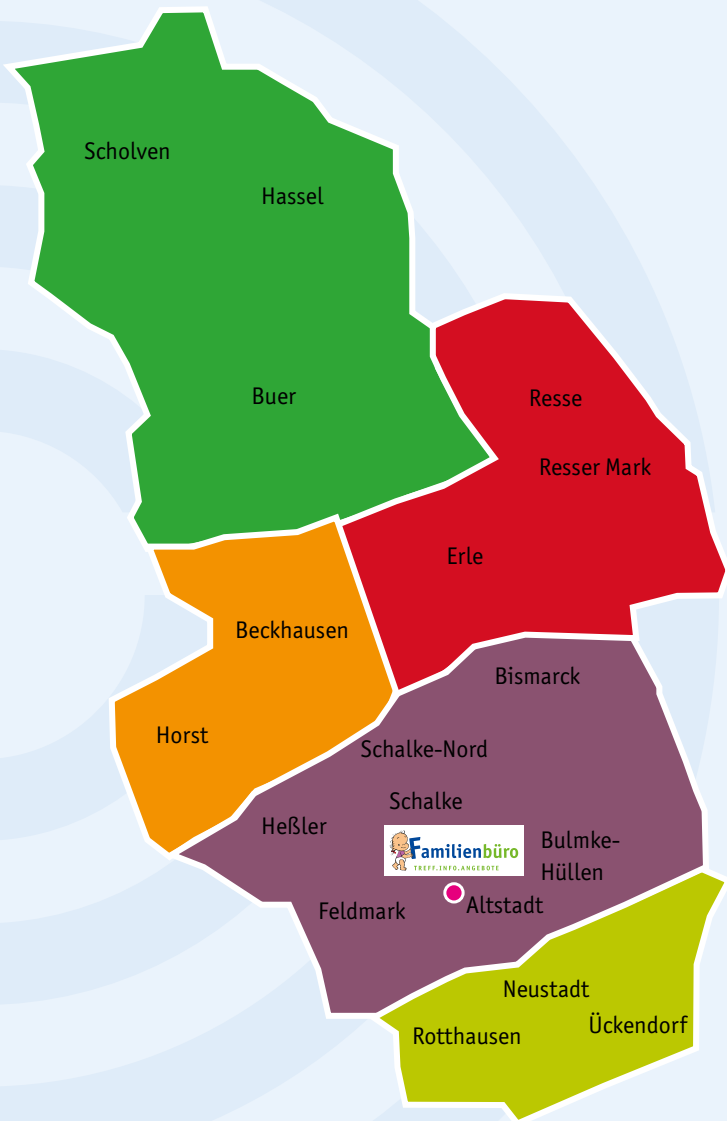 Scholven
Hassel
Buer
Resse
Resser Mark
Erle
Beckhausen
Bismarck
Horst
Schalke-Nord
Schalke
Heßler
Familienbüro
TREFF.INFO.ANGEBOTE
Bulmke-
Hüllen
Feldmark
Altstadt
Neustadt
Ückendorf
Rotthausen